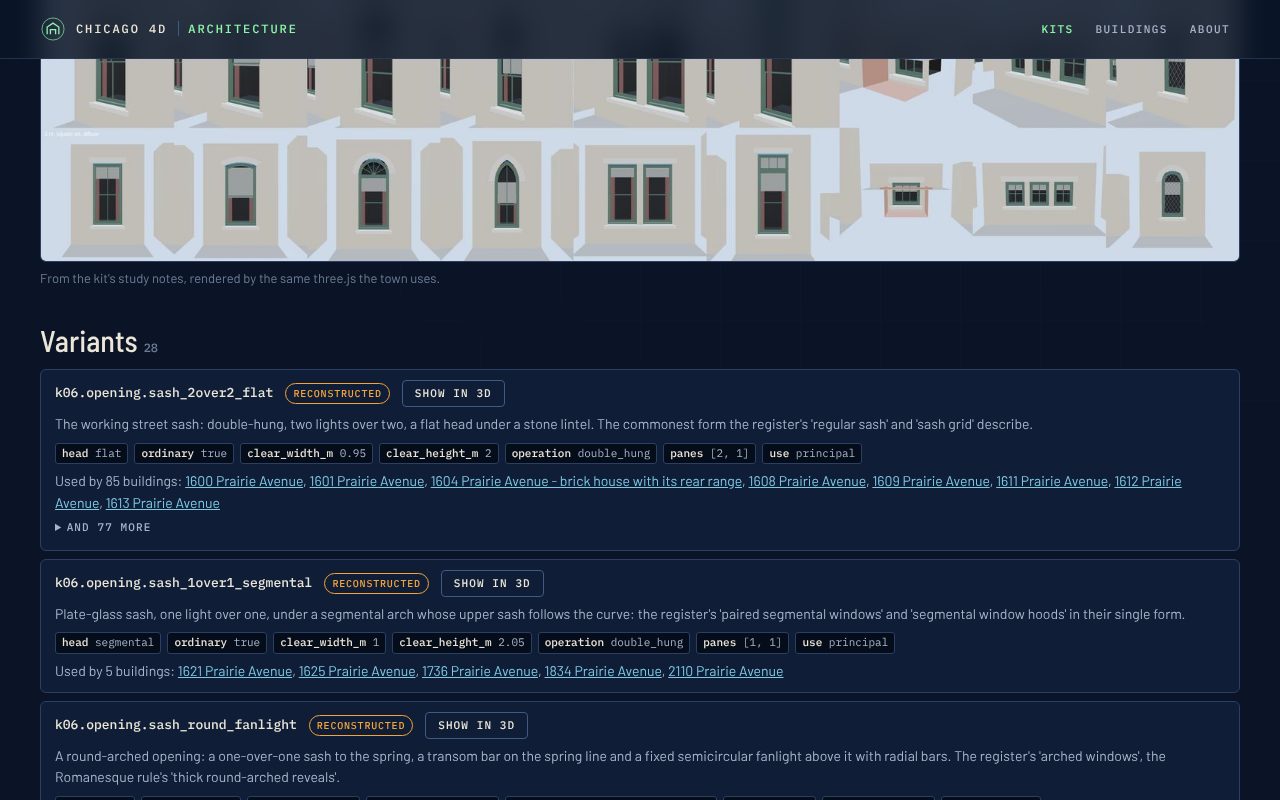 CHICAGO 4D ARCHITECTURE KITS BUILDINGS ABOUT
From the kit's study notes, rendered by the same three.js the town uses.
Variants 28
k06.opening.sash_2over2_flat RECONSTRUCTED SHOW IN 3D
The working street sash: double-hung, two lights over two, a flat head under a stone lintel. The commonest form the register's 'regular sash' and 'sash grid' describe.
head flat ordinary true clear_width_m 0.95 clear_height_m 2 operation double_hung panes [2, 1] use principal
Used by 85 buildings: 1600 Prairie Avenue, 1601 Prairie Avenue, 1604 Prairie Avenue - brick house with its rear range, 1608 Prairie Avenue, 1609 Prairie Avenue, 1611 Prairie Avenue, 1612 Prairie
Avenue, 1613 Prairie Avenue
▶ AND 77 MORE
k06.opening.sash_1over1_segmental RECONSTRUCTED SHOW IN 3D
Plate-glass sash, one light over one, under a segmental arch whose upper sash follows the curve: the register's 'paired segmental windows' and 'segmental window hoods' in their single form.
head segmental ordinary true clear_width_m 1 clear_height_m 2.05 operation double_hung panes [1, 1] use principal
Used by 5 buildings: 1621 Prairie Avenue, 1625 Prairie Avenue, 1736 Prairie Avenue, 1834 Prairie Avenue, 2110 Prairie Avenue
k06.opening.sash_round_fanlight RECONSTRUCTED SHOW IN 3D
A round-arched opening: a one-over-one sash to the spring, a transom bar on the spring line and a fixed semicircular fanlight above it with radial bars. The register's 'arched windows', the
Romanesque rule's 'thick round-arched reveals'.